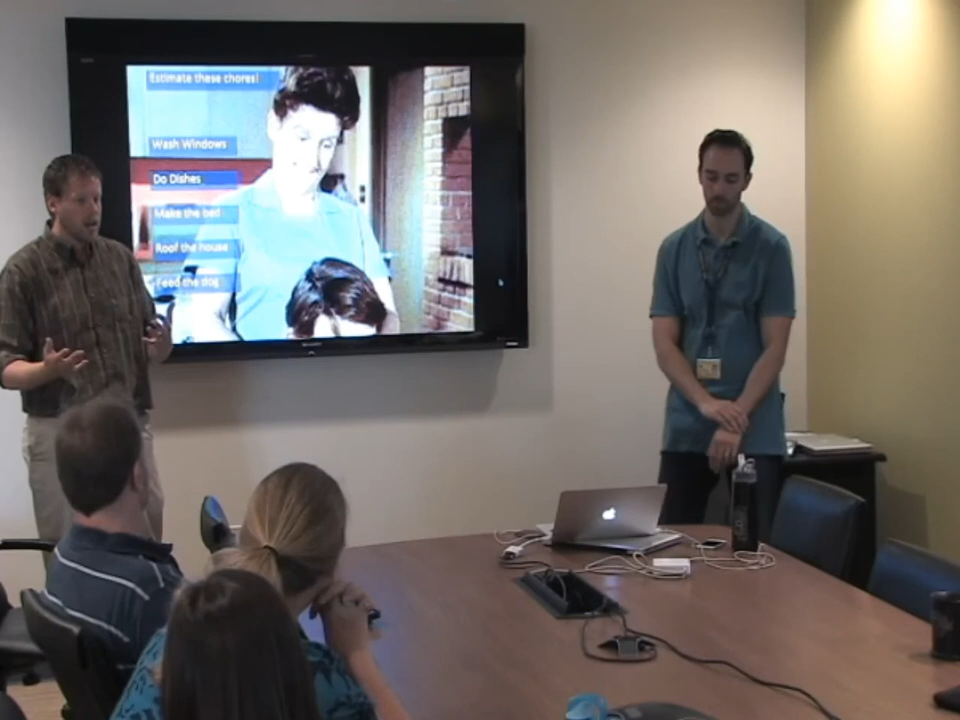 Estimate these chores!
Wash Windows
Do Dishes
Make the bed
Roof the house
Feed the dog